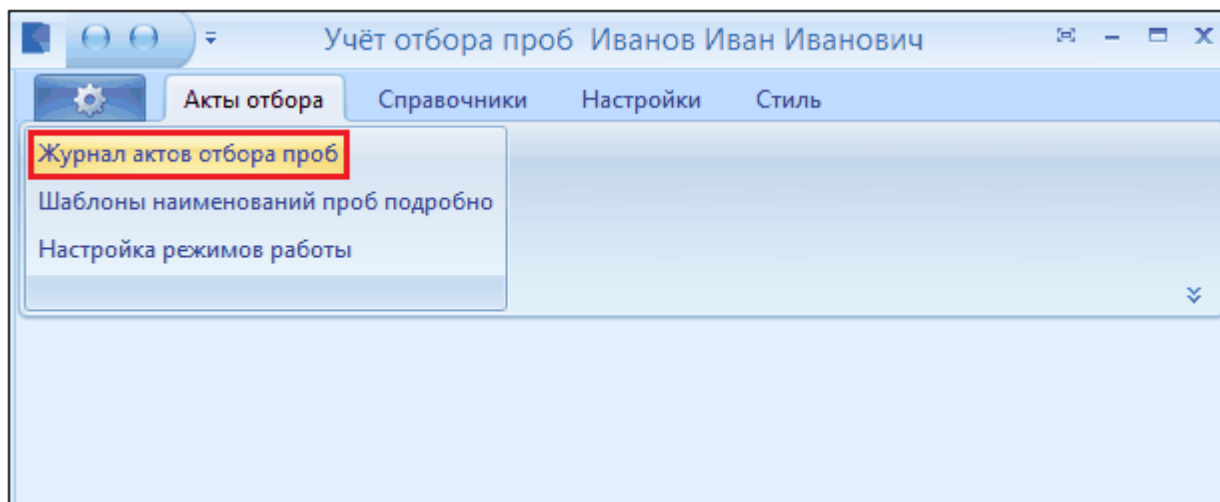 Учёт отбора проб Иванов Иван Иванович
Акты отбора Справочники Настройки Стиль
Журнал актов отбора проб
Шаблоны наименований проб подробно
Настройка режимов работы